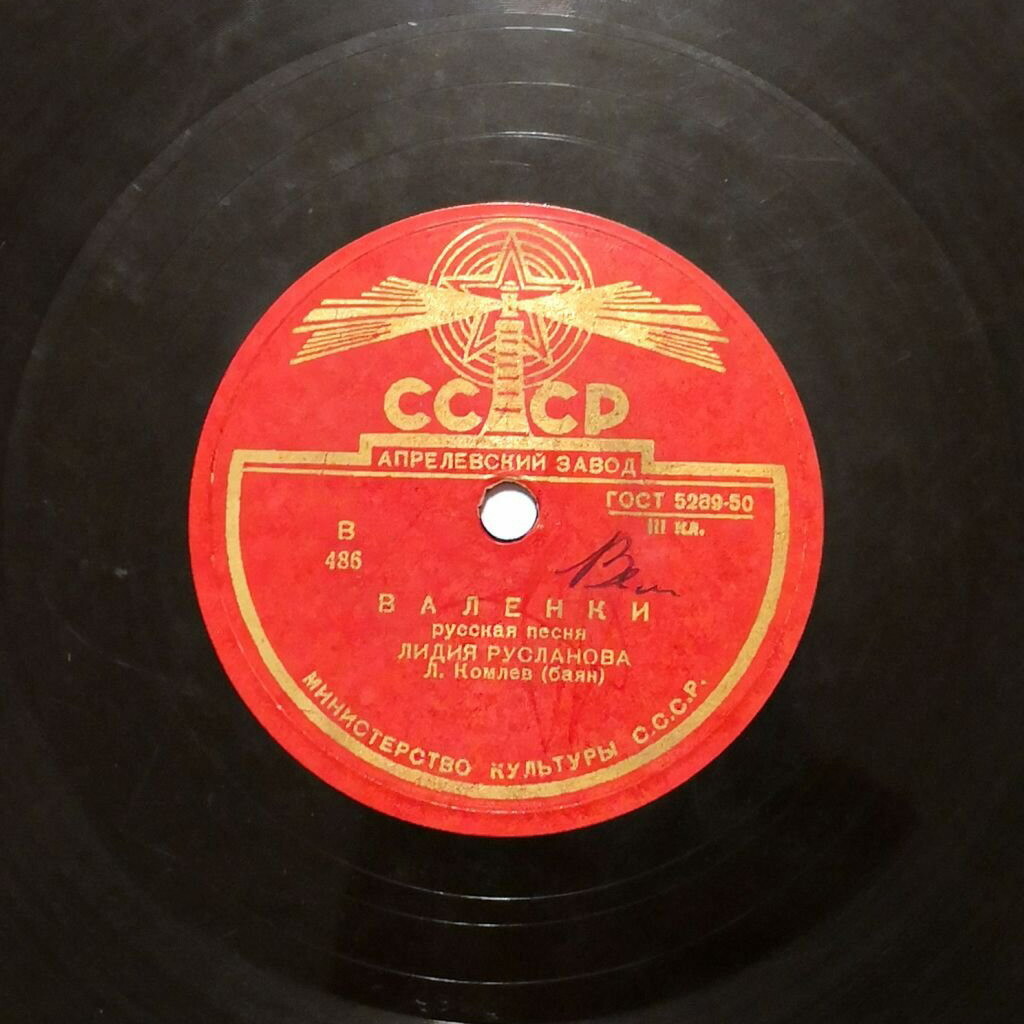 СССР
АПРЕЛЕВСКИЙ ЗАВОД
ГОСТ 5289-50
III кл.
В
486
ВАЛЕНКИ
русская песня
ЛИДИЯ РУСЛАНОВА
Л. Комлев (баян)
МИНИСТЕРСТВО КУЛЬТУРЫ С.С.С.Р.